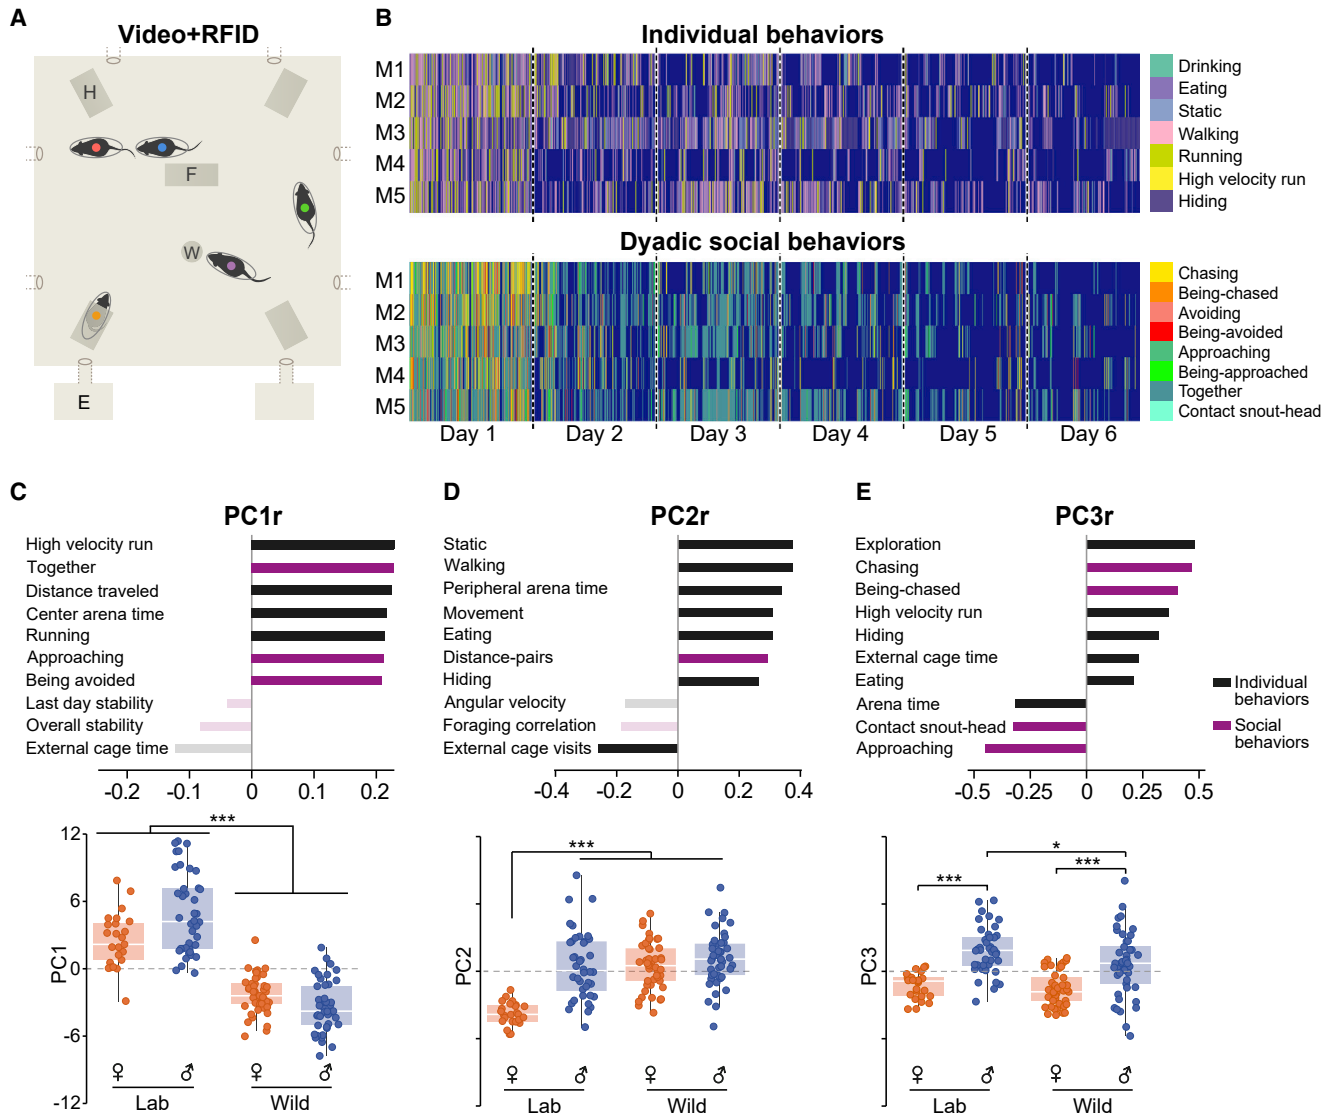 A
Video+RFID
H
F
W
E
B
Individual behaviors
M1
M2
M3
M4
M5
Drinking
Eating
Static
Walking
Running
High velocity run
Hiding
Dyadic social behaviors
M1
M2
M3
M4
M5
Chasing
Being-chased
Avoiding
Being-avoided
Approaching
Being-approached
Together
Contact snout-head
Day 1 Day 2 Day 3 Day 4 Day 5 Day 6
C
PC1r
High velocity run
Together
Distance traveled
Center arena time
Running
Approaching
Being avoided
Last day stability
Overall stability
External cage time
-0.2 -0.1 0 0.1 0.2
***
12
6
0
-6
-12
PC1
♀ ♂ ♀ ♂
Lab Wild
D
PC2r
Static
Walking
Peripheral arena time
Movement
Eating
Distance-pairs
Hiding
Angular velocity
Foraging correlation
External cage visits
-0.4 -0.2 0 0.2 0.4
***
PC2
♀ ♂ ♀ ♂
Lab Wild
E
PC3r
Exploration
Chasing
Being-chased
High velocity run
Hiding
External cage time
Eating
Arena time
Contact snout-head
Approaching
-0.5 -0.25 0 0.25 0.5
Individual
behaviors
Social
behaviors
*
*** ***
PC3
♀ ♂ ♀ ♂
Lab Wild